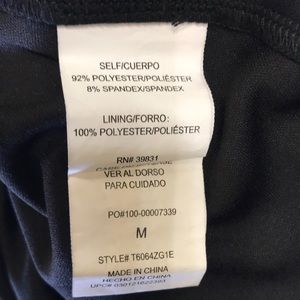 SELF/CUERPO
92% POLYESTER/POLIÉSTER
8% SPANDEX/SPANDEX
LINING/FORRO:
100% POLYESTER/POLIÉSTER
RN# 39831
VER AL DORSO
PARA CUIDADO
PO#100-00007339
M
STYLE# T6064ZG1E
MADE IN CHINA
HECHO EN CHINA
UPC#